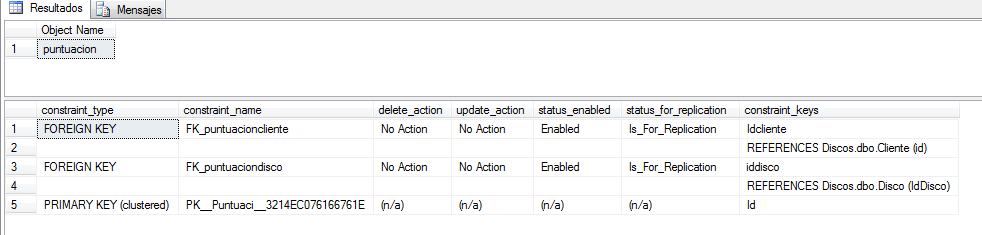 Resultados Mensajes
Object Name
1 puntuacion
constraint_type constraint_name delete_action update_action status_enabled status_for_replication constraint_keys
1 FOREIGN KEY FK_puntuacioncliente No Action No Action Enabled Is_For_Replication Idcliente
2 REFERENCES Discos.dbo.Cliente (id)
3 FOREIGN KEY FK_puntuaciondisco No Action No Action Enabled Is_For_Replication iddisco
4 REFERENCES Discos.dbo.Disco (IdDisco)
5 PRIMARY KEY (clustered) PK__Puntuaci__3214EC076166761E (n/a) (n/a) (n/a) (n/a) Id